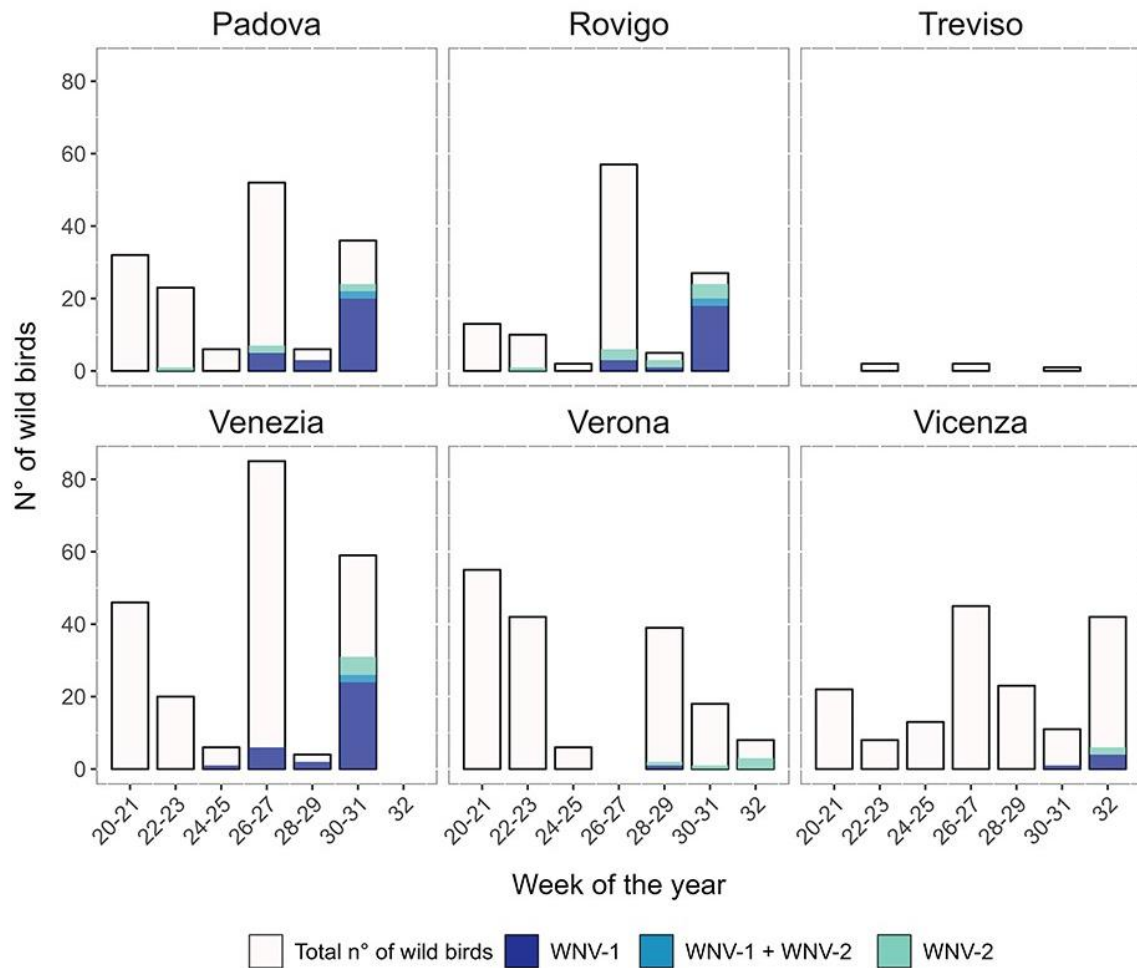 Padova Rovigo Treviso
80
60
40
20
0
Venezia Verona Vicenza
80
60
40
20
0
N° of wild birds
20-21 22-23 24-25 26-27 28-29 30-31 32 20-21 22-23 24-25 26-27 28-29 30-31 32 20-21 22-23 24-25 26-27 28-29 30-31 32
Week of the year
Total n° of wild birds WNV-1 WNV-1 + WNV-2 WNV-2